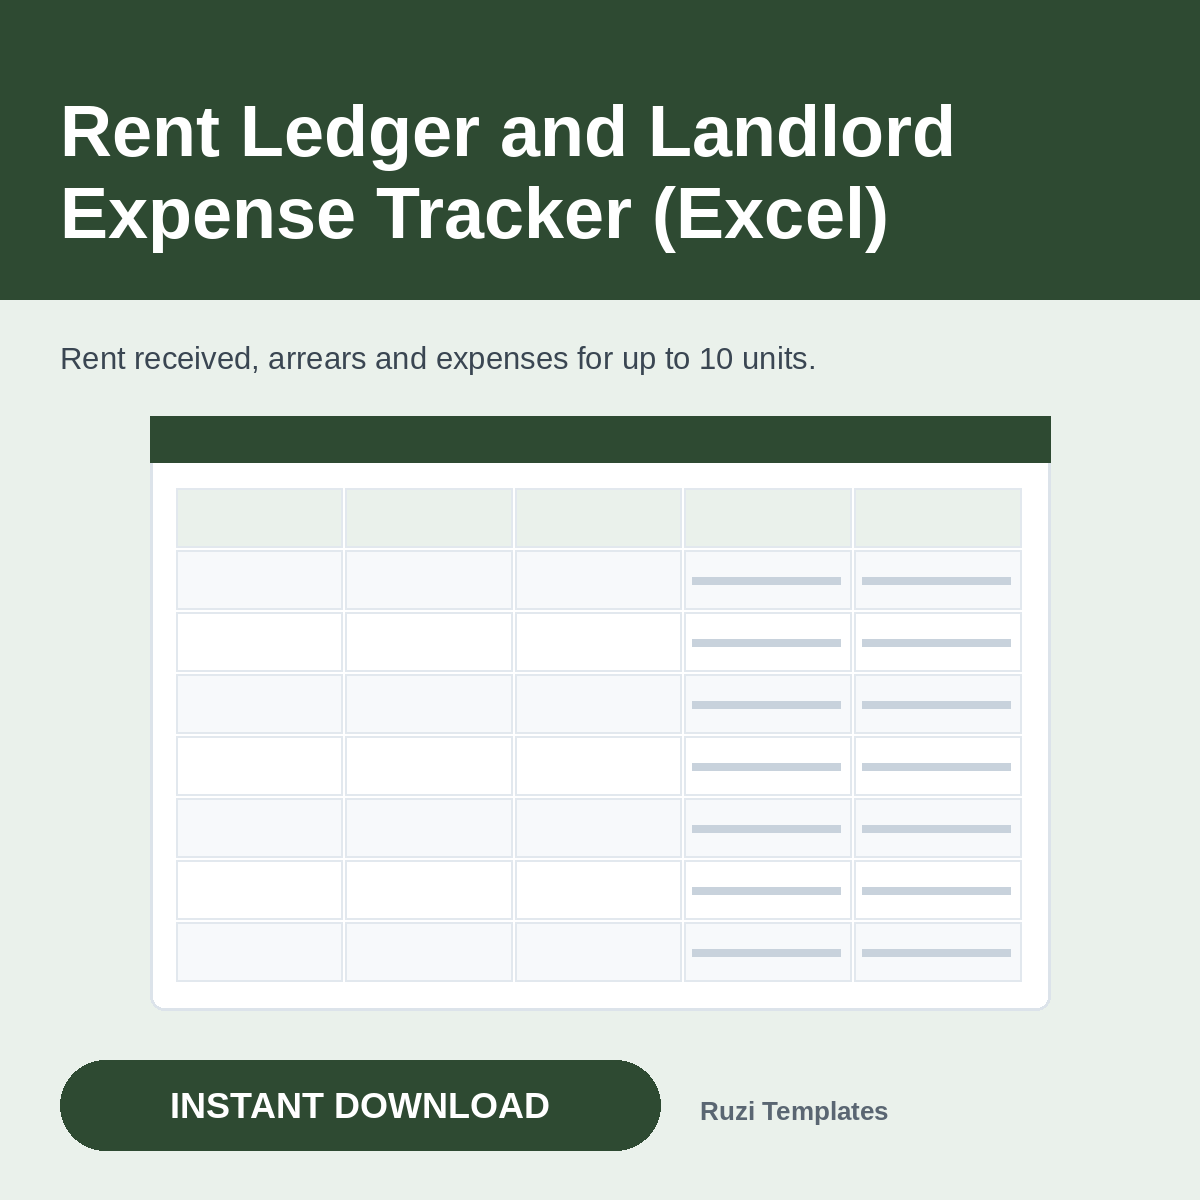 Rent Ledger and Landlord
Expense Tracker (Excel)
Rent received, arrears and expenses for up to 10 units.
INSTANT DOWNLOAD
Ruzi Templates